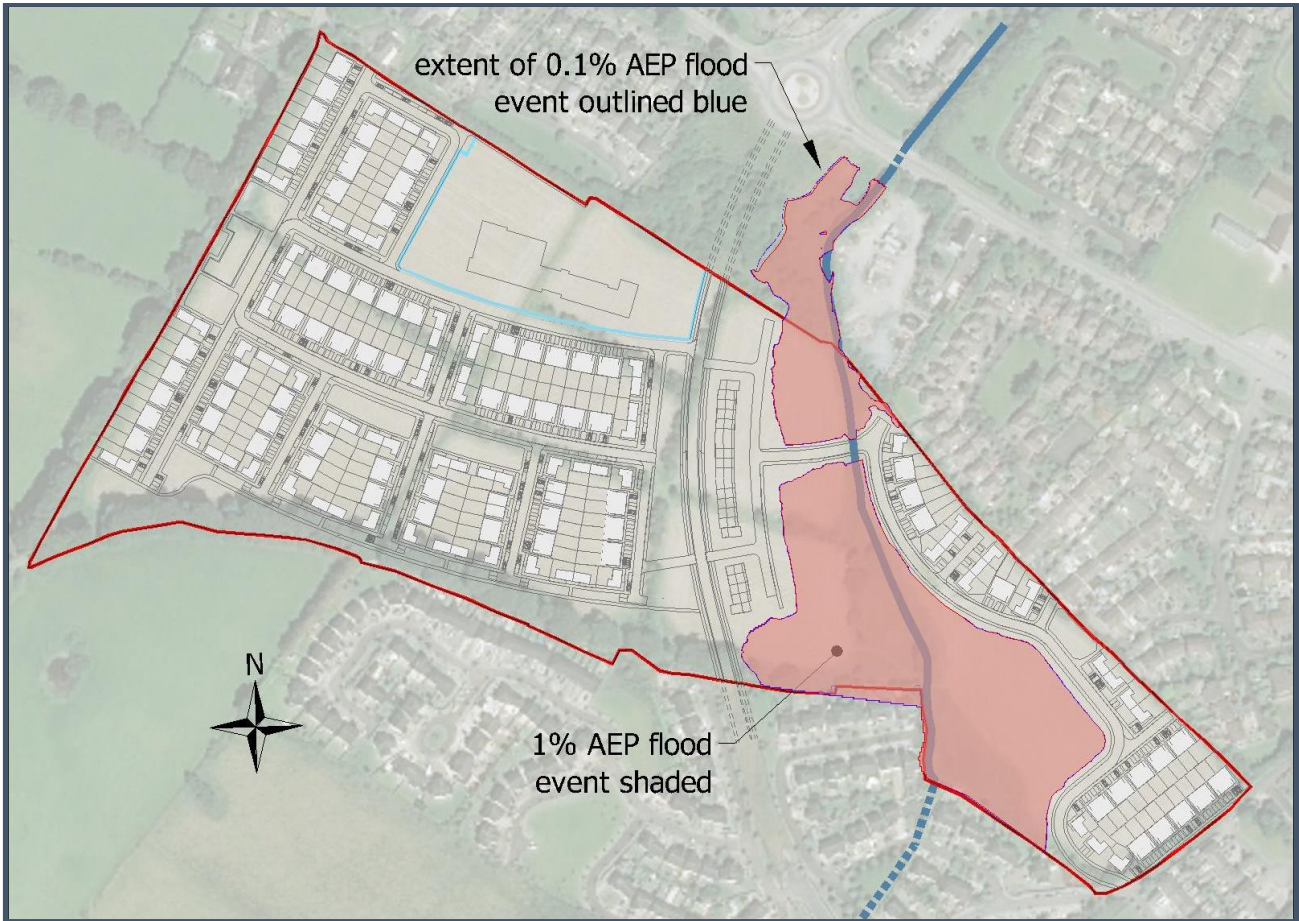 extent of 0.1% AEP flood
event outlined blue
N
1% AEP flood
event shaded